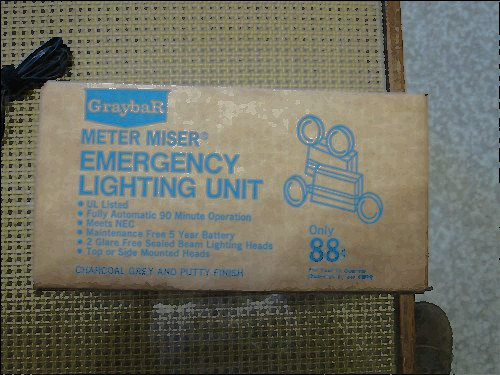 GraybaR
METER MISER®
EMERGENCY
LIGHTING UNIT
• UL Listed
• Fully Automatic 90 Minute Operation
• Meets NEC
• Maintenance Free 5 Year Battery
• 2 Glare Free Sealed Beam Lighting Heads
• Top or Side Mounted Heads
CHARCOAL GREY AND PUTTY FINISH
Only
88¢